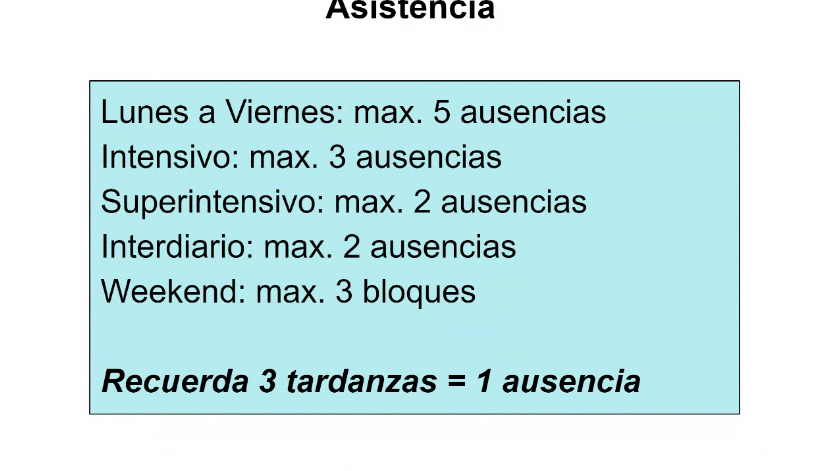 Asistencia
Lunes a Viernes: max. 5 ausencias
Intensivo: max. 3 ausencias
Superintensivo: max. 2 ausencias
Interdiario: max. 2 ausencias
Weekend: max. 3 bloques
Recuerda 3 tardanzas = 1 ausencia